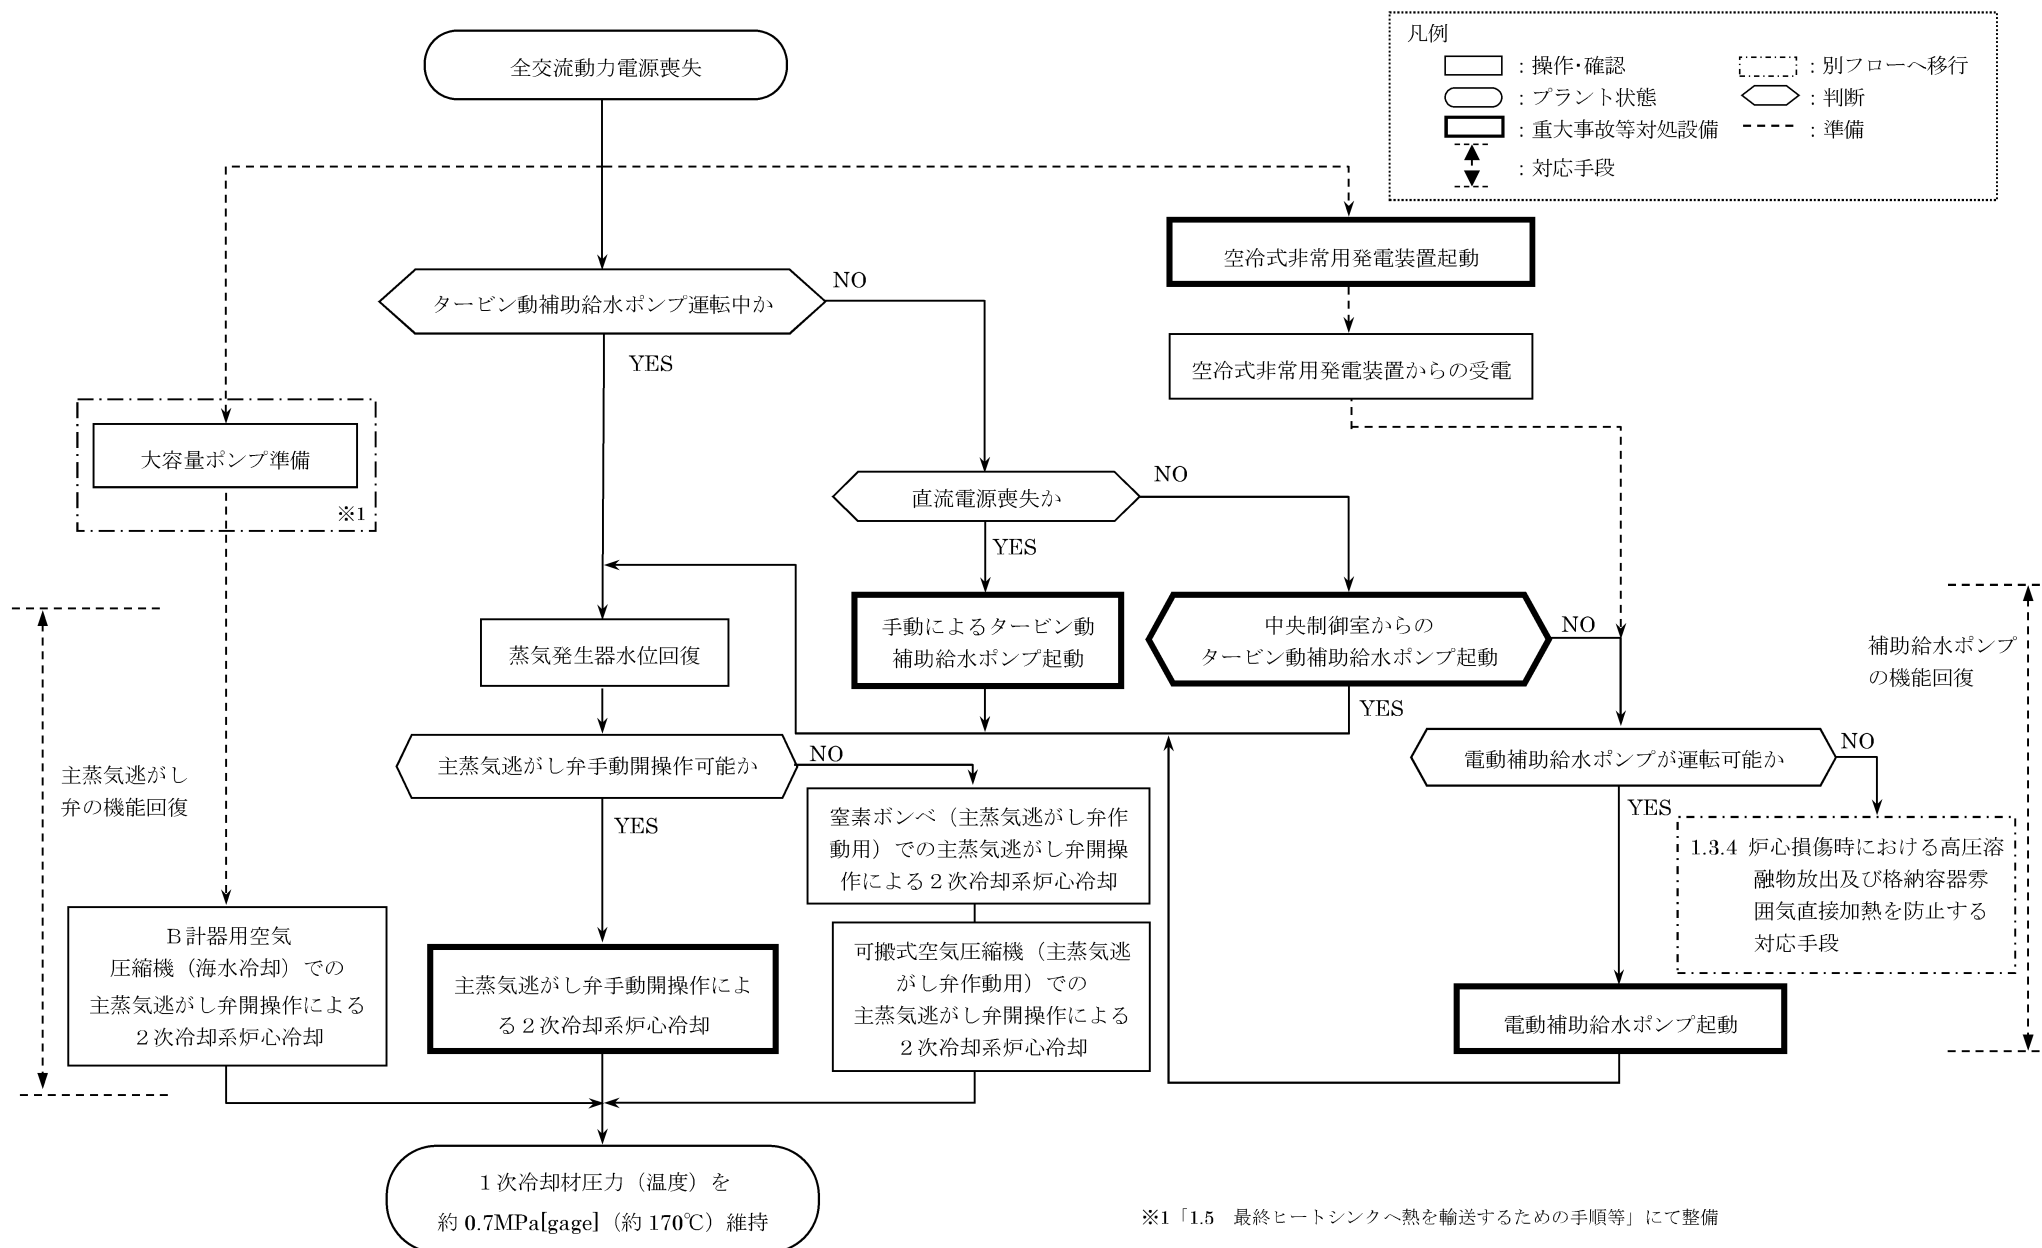 全交流動力電源喪失
凡例
：操作･確認
：別フローへ移行
：プラント状態
：判断
：重大事故等対処設備
：準備
：対応手段
空冷式非常用発電装置起動
タービン動補助給水ポンプ運転中か
NO
YES
空冷式非常用発電装置からの受電
大容量ポンプ準備
※1
直流電源喪失か
NO
YES
手動によるタービン動
補助給水ポンプ起動
中央制御室からの
タービン動補助給水ポンプ起動
NO
YES
補助給水ポンプ
の機能回復
蒸気発生器水位回復
主蒸気逃がし
弁の機能回復
主蒸気逃がし弁手動開操作可能か
NO
YES
電動補助給水ポンプが運転可能か
NO
YES
窒素ボンベ（主蒸気逃がし弁作
動用）での主蒸気逃がし弁開操
作による２次冷却系炉心冷却
1.3.4 炉心損傷時における高圧溶
融物放出及び格納容器雰
囲気直接加熱を防止する
対応手段
Ｂ計器用空気
圧縮機（海水冷却）での
主蒸気逃がし弁開操作による
２次冷却系炉心冷却
主蒸気逃がし弁手動開操作によ
る２次冷却系炉心冷却
可搬式空気圧縮機（主蒸気逃
がし弁作動用）での
主蒸気逃がし弁開操作による
２次冷却系炉心冷却
電動補助給水ポンプ起動
１次冷却材圧力（温度）を
約 0.7MPa[gage]（約 170℃）維持
※1「1.5　最終ヒートシンクへ熱を輸送するための手順等」にて整備